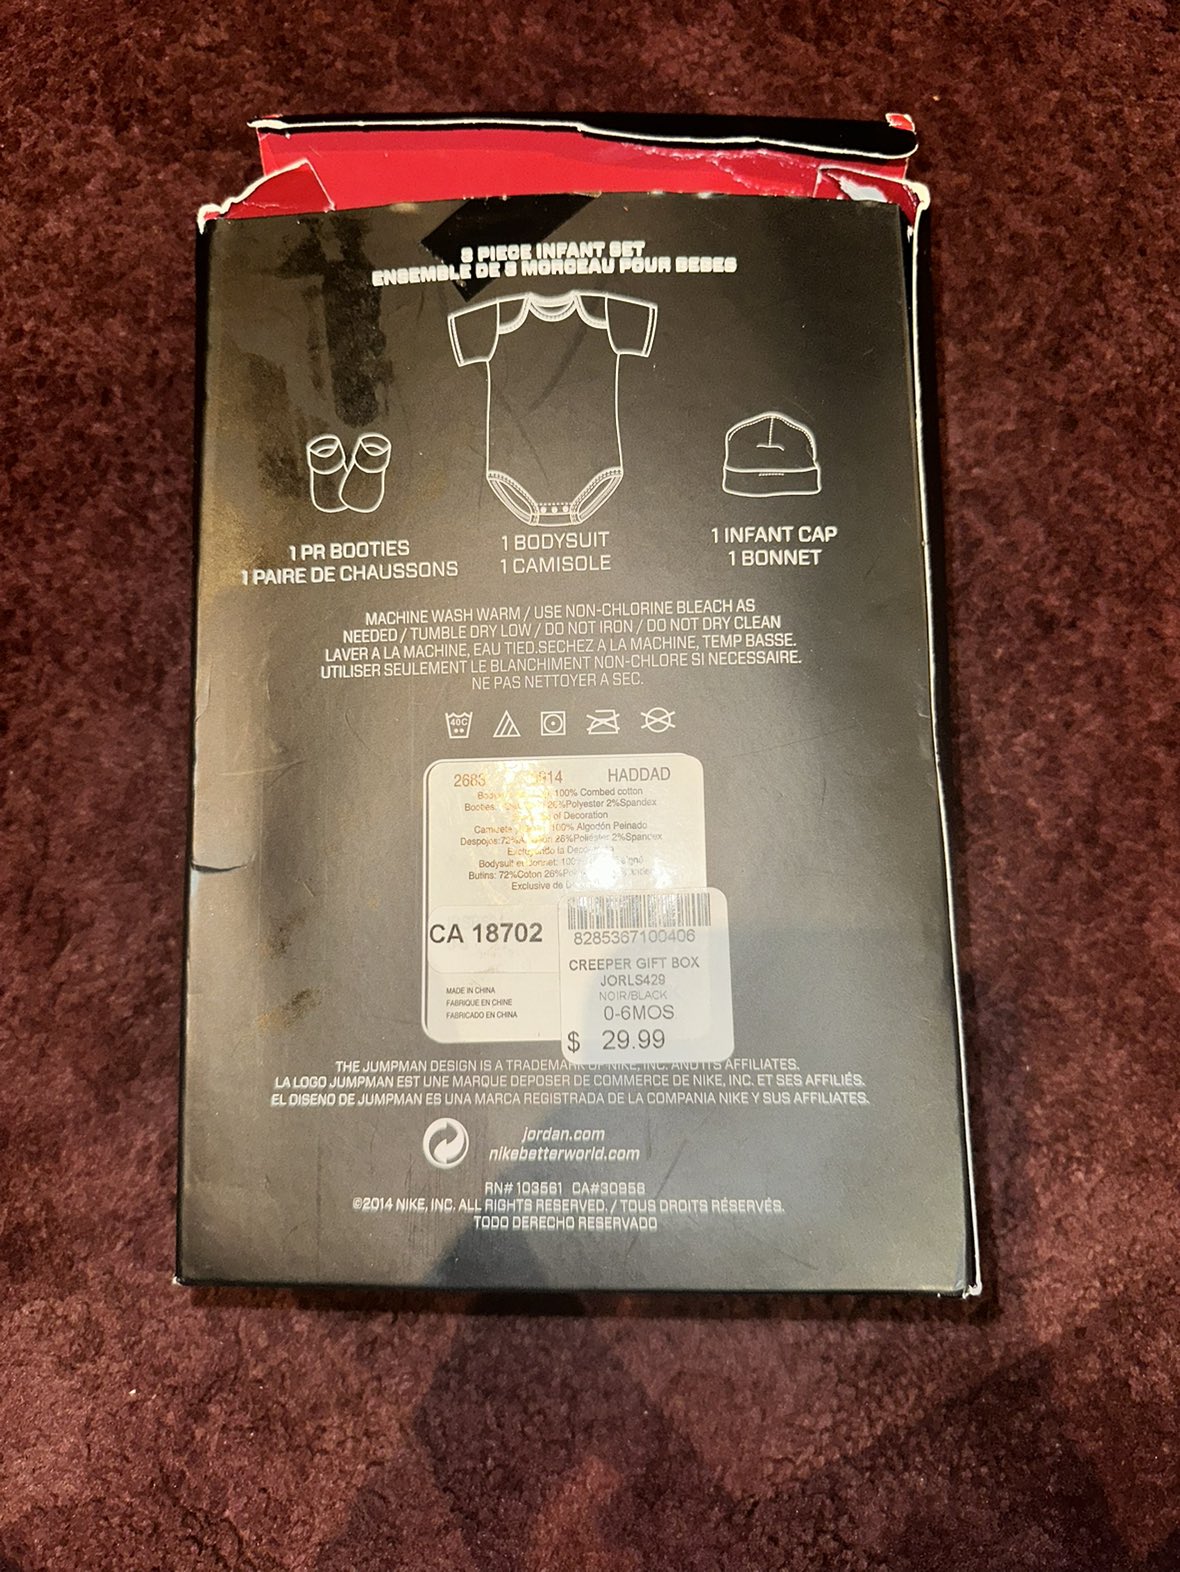 3 PIECE INFANT SET
ENSEMBLE DE 3 MORCEAU POUR BEBES
1 PR BOOTIES
1 PAIRE DE CHAUSSONS
1 BODYSUIT
1 CAMISOLE
1 INFANT CAP
1 BONNET
MACHINE WASH WARM / USE NON-CHLORINE BLEACH AS
NEEDED / TUMBLE DRY LOW / DO NOT IRON / DO NOT DRY CLEAN
LAVER A LA MACHINE, EAU TIED.SECHEZ A LA MACHINE, TEMP BASSE.
UTILISER SEULEMENT LE BLANCHIMENT NON-CHLORE SI NECESSAIRE.
NE PAS NETTOYER A SEC.
40C
2683 HADDAD
100% Combed cotton
Booties: 26%Polyester 2%Spandex
of Decoration
100% Algodón Peinado
26%Poliéster 2%Spandex
Excluyendo la
Bodysuit et bonnet:
Butins: 72%Coton
Exclusive de
CA 18702
8285367100406
CREEPER GIFT BOX
JORLS429
NOIR/BLACK
0-6MOS
$ 29.99
MADE IN CHINA
FABRIQUE EN CHINE
FABRICADO EN CHINA
THE JUMPMAN DESIGN IS A TRADEMARK OF NIKE, INC. AND ITS AFFILIATES.
LA LOGO JUMPMAN EST UNE MARQUE DEPOSER DE COMMERCE DE NIKE, INC. ET SES AFFILIÉS.
EL DISENO DE JUMPMAN ES UNA MARCA REGISTRADA DE LA COMPANIA NIKE Y SUS AFFILIATES.
jordan.com
nikebetterworld.com
RN# 103561 CA#30958
©2014 NIKE, INC. ALL RIGHTS RESERVED. / TOUS DROITS RÉSERVÉS.
TODO DERECHO RESERVADO